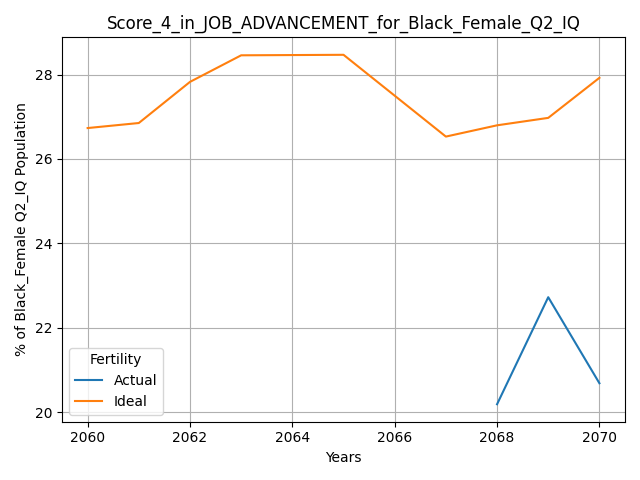 Score_4_in_JOB_ADVANCEMENT_for_Black_Female_Q2_IQ
% of Black_Female Q2_IQ Population
28
26
24
22
20
Fertility
Actual
Ideal
2060 2062 2064 2066 2068 2070
Years